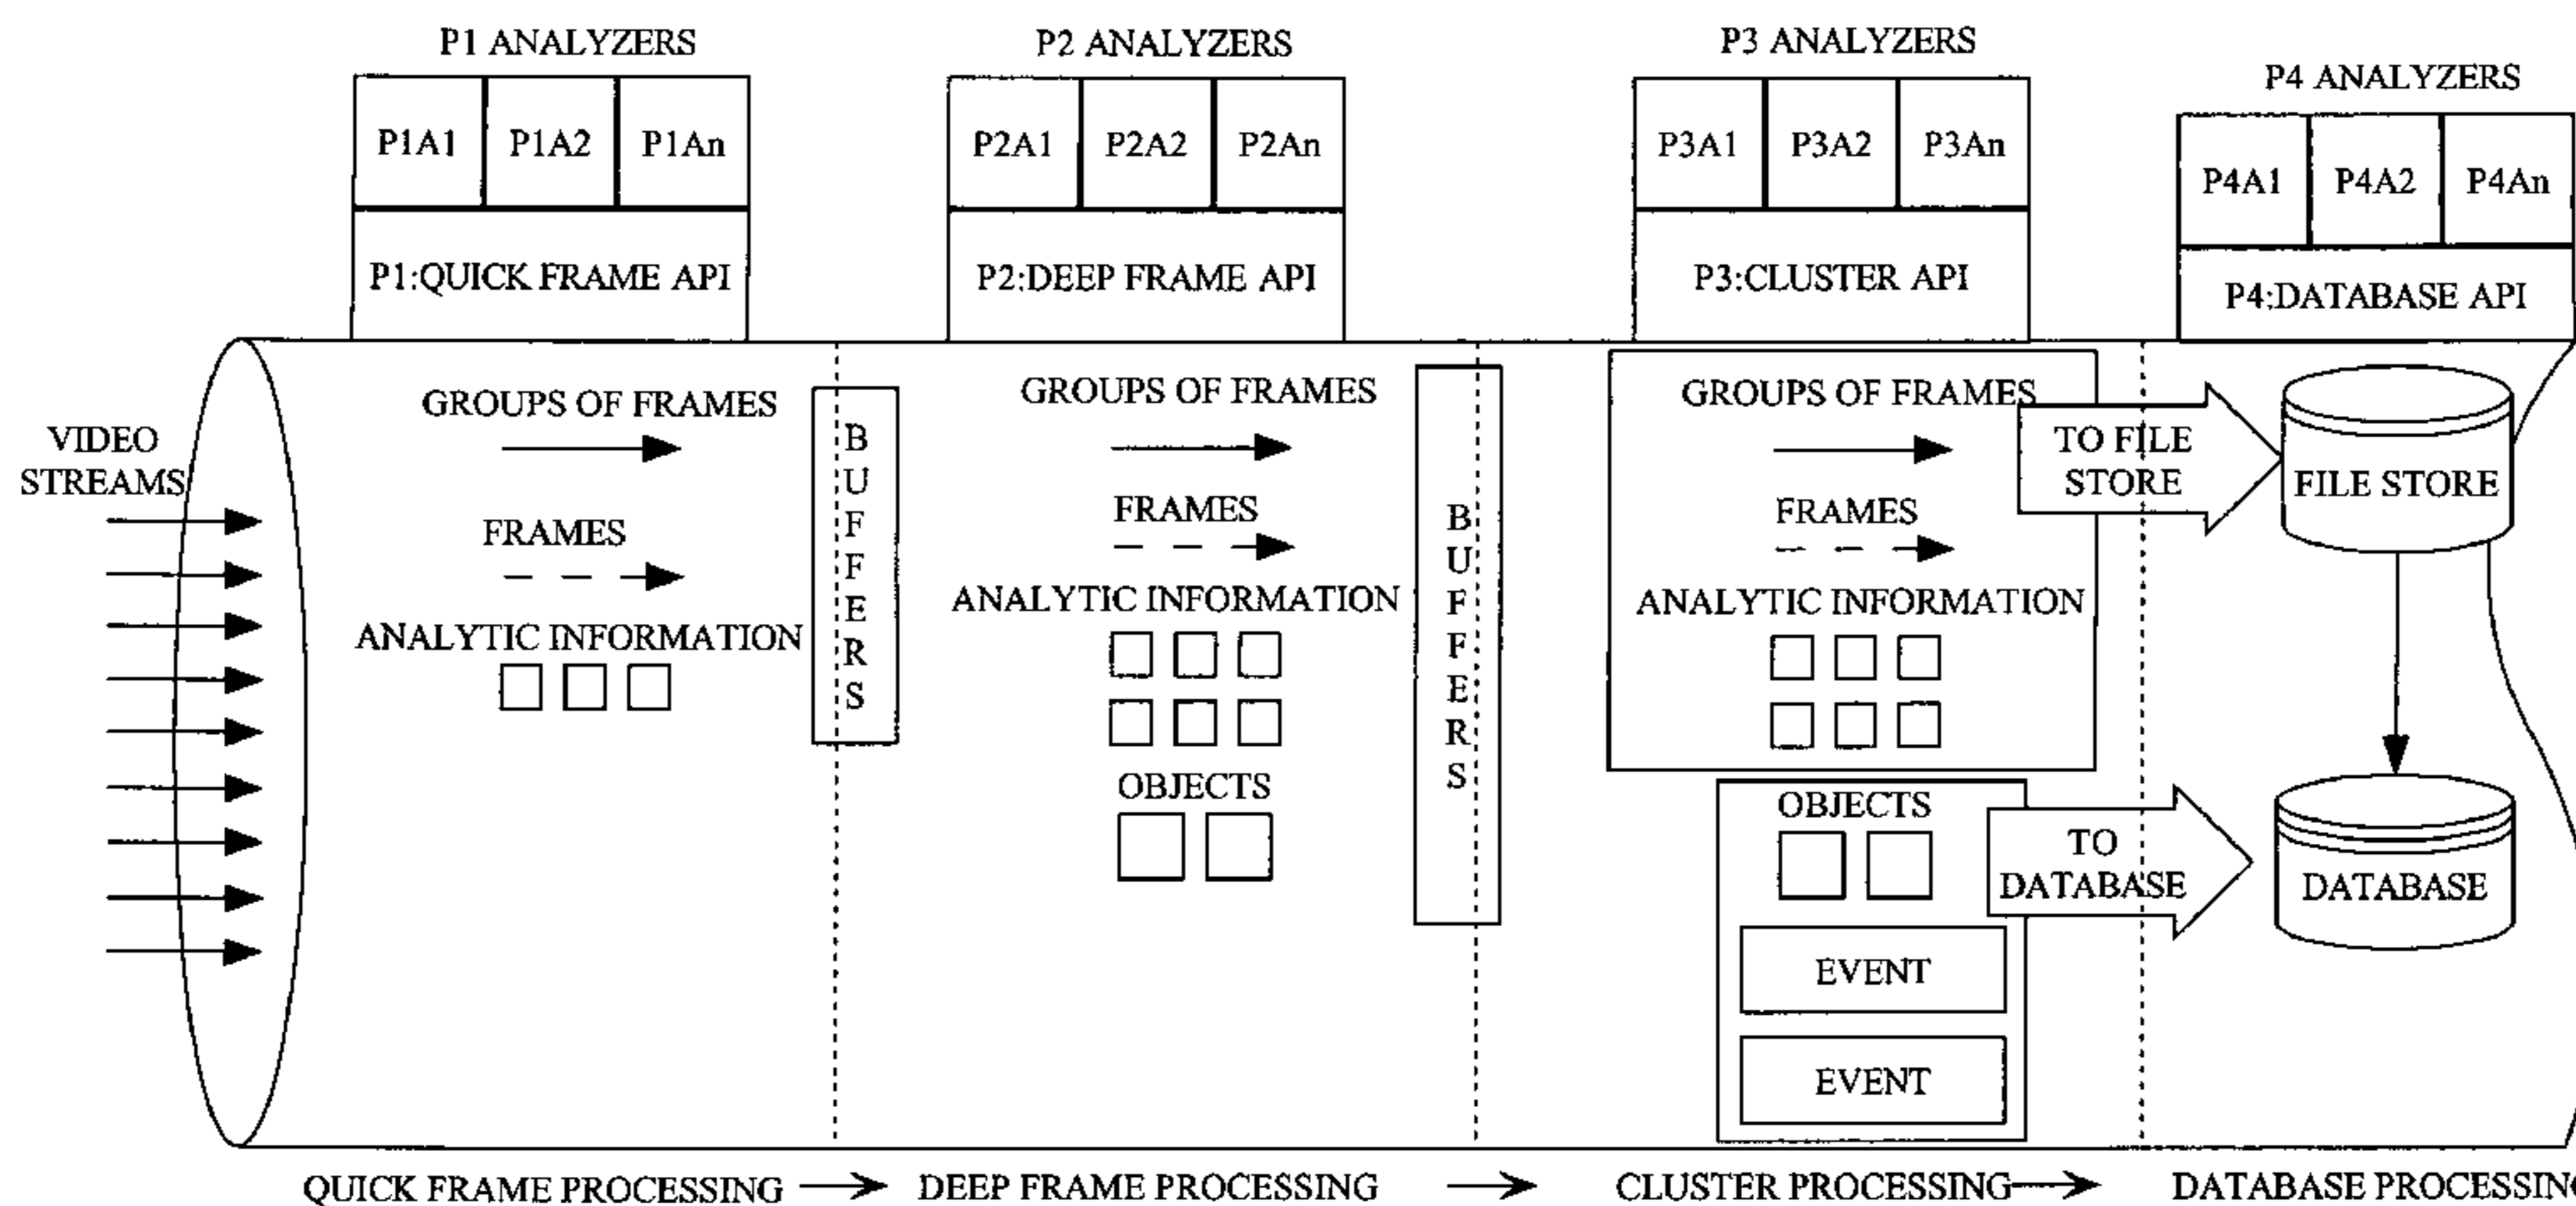 P1 ANALYZERS
P1A1 P1A2 P1An
P1:QUICK FRAME API
P2 ANALYZERS
P2A1 P2A2 P2An
P2:DEEP FRAME API
P3 ANALYZERS
P3A1 P3A2 P3An
P3:CLUSTER API
P4 ANALYZERS
P4A1 P4A2 P4An
P4:DATABASE API
VIDEO
STREAMS
GROUPS OF FRAMES
FRAMES
ANALYTIC INFORMATION
BUFFERS
GROUPS OF FRAMES
FRAMES
ANALYTIC INFORMATION
OBJECTS
BUFFERS
GROUPS OF FRAMES
FRAMES
ANALYTIC INFORMATION
OBJECTS
EVENT
EVENT
TO FILE
STORE
FILE STORE
TO
DATABASE
DATABASE
QUICK FRAME PROCESSING
DEEP FRAME PROCESSING
CLUSTER PROCESSING
DATABASE PROCESSING